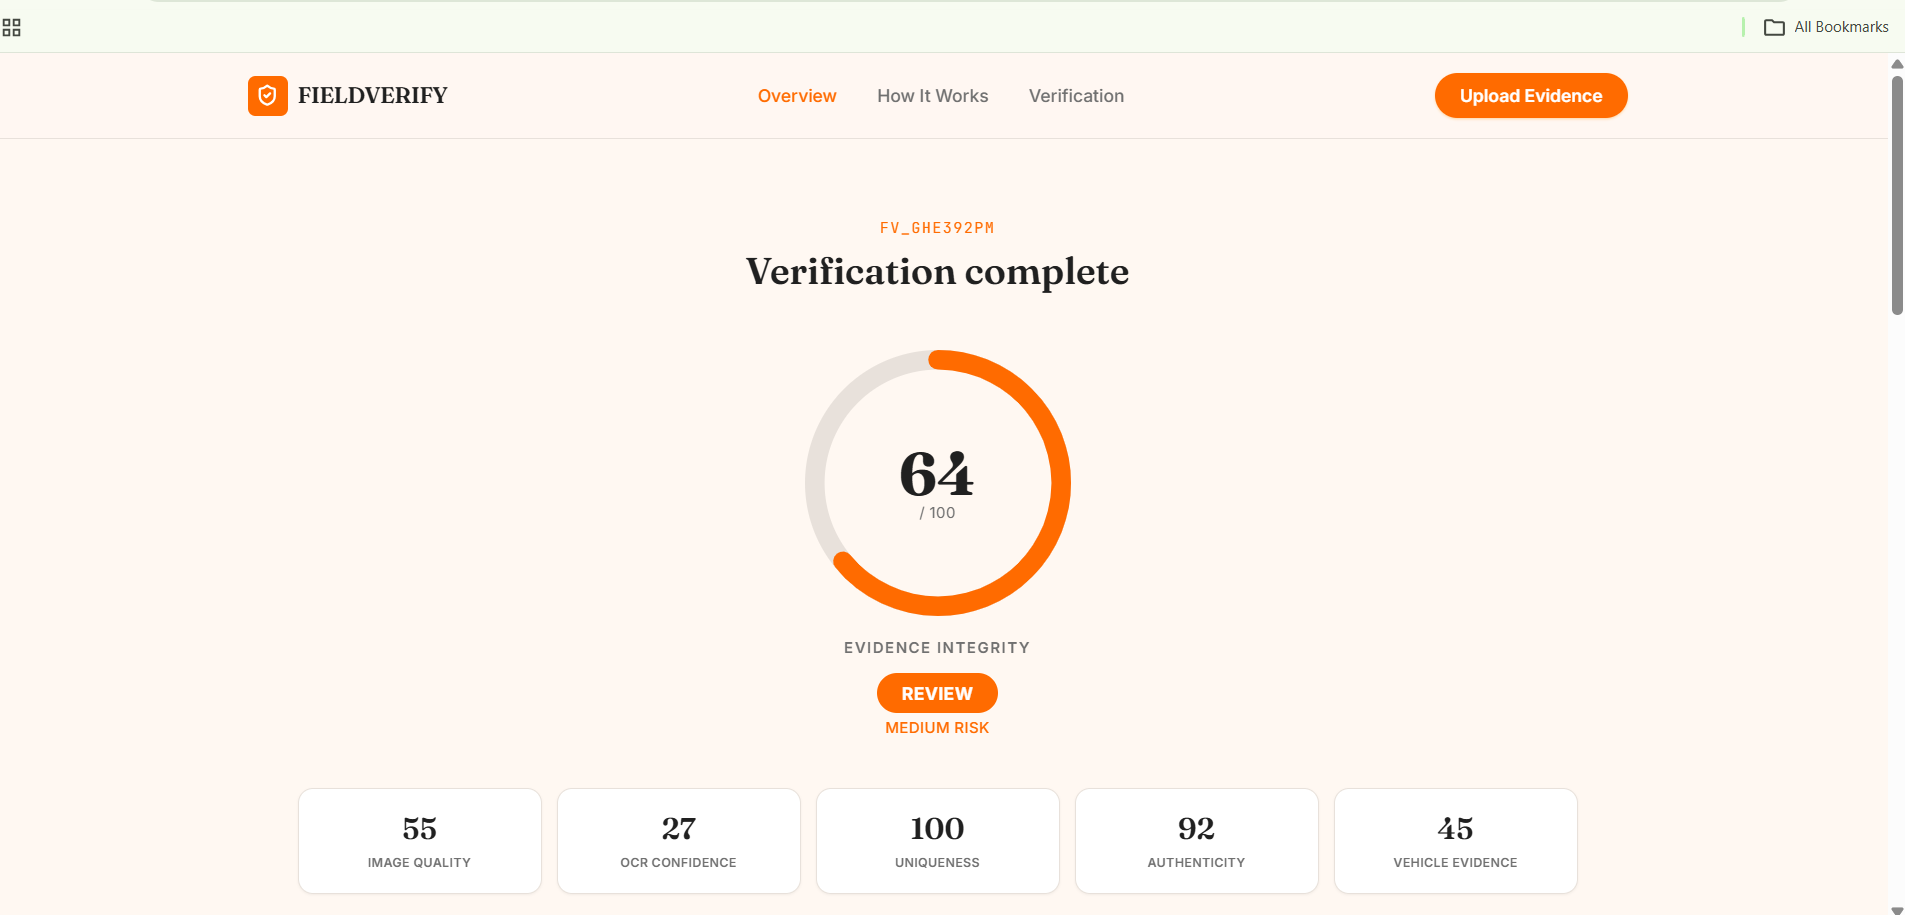 All Bookmarks
FIELDVERIFY
Overview
How It Works
Verification
Upload Evidence
FV_GHE392PM
Verification complete
64
/ 100
EVIDENCE INTEGRITY
REVIEW
MEDIUM RISK
55
IMAGE QUALITY
27
OCR CONFIDENCE
100
UNIQUENESS
92
AUTHENTICITY
45
VEHICLE EVIDENCE